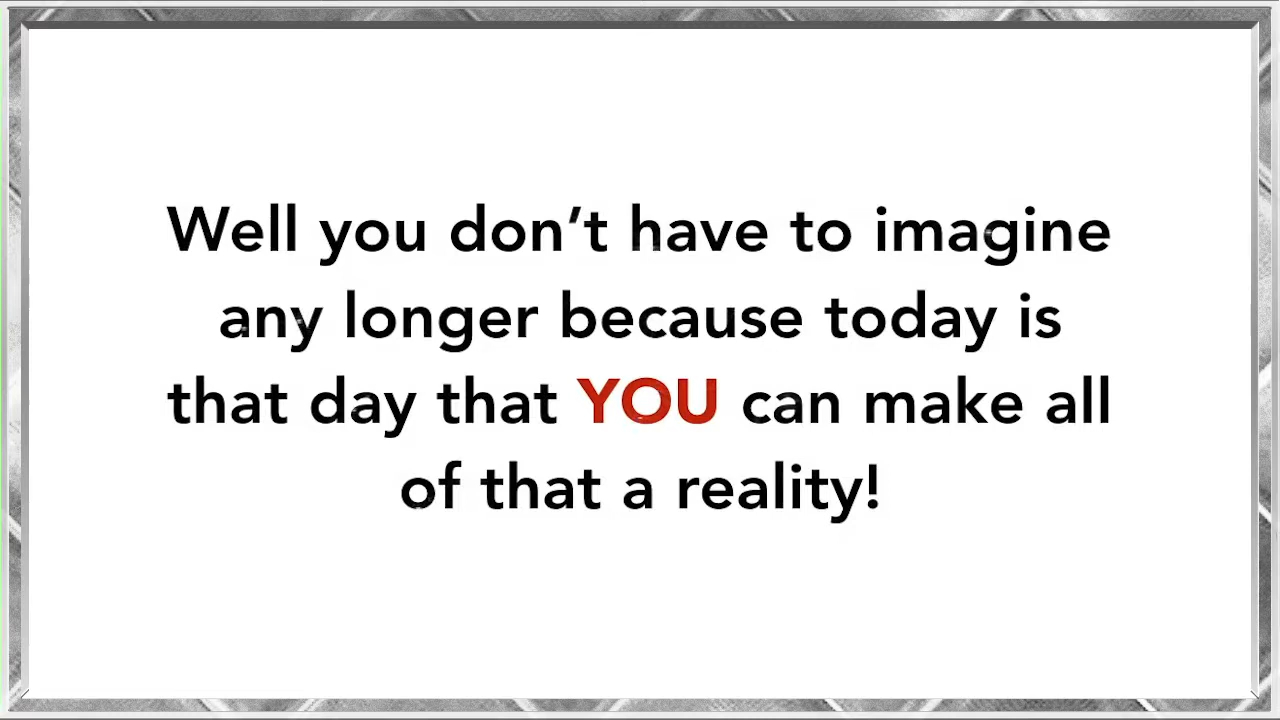 Well you don’t have to imagine
any longer because today is
that day that YOU can make all
of that a reality!